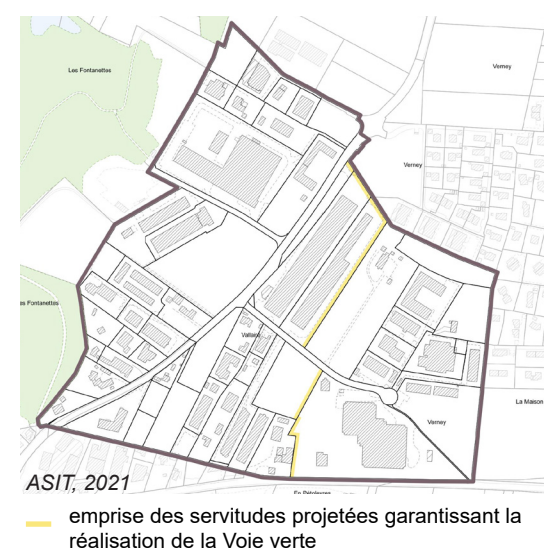 Les Fontanettes
Verney
Verney
es Fontanettes
Vallaire
La Maison
Verney
En Pétoleyres
ASIT, 2021
emprise des servitudes projetées garantissant la
réalisation de la Voie verte